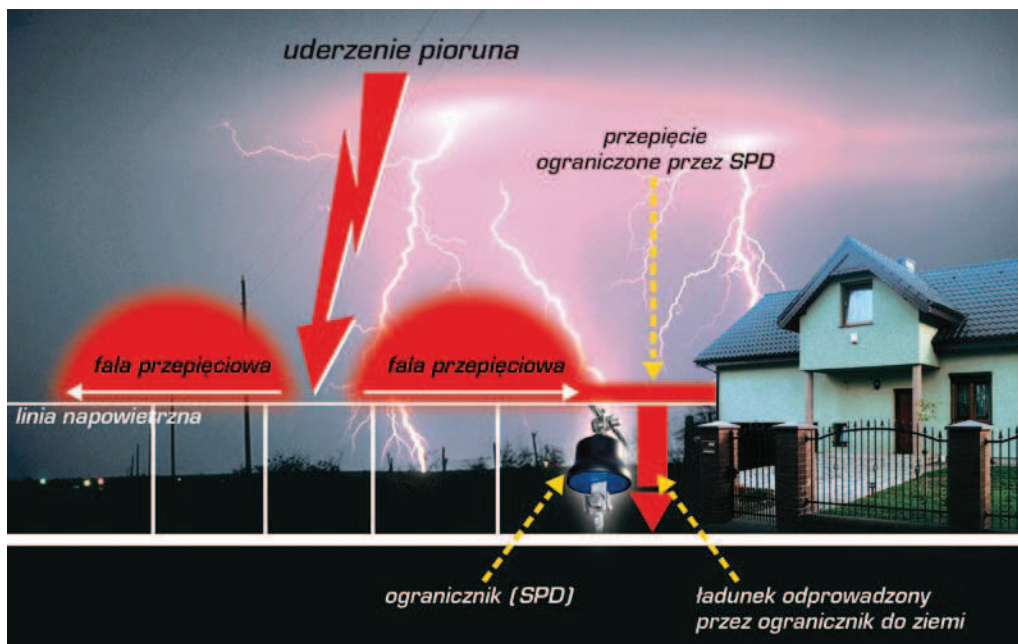 uderzenie pioruna
przepięcie
ograniczone przez SPD
fala przepięciowa
fala przepięciowa
linia napowietrzna
ogranicznik (SPD)
ładunek odprowadzony
przez ogranicznik do ziemi